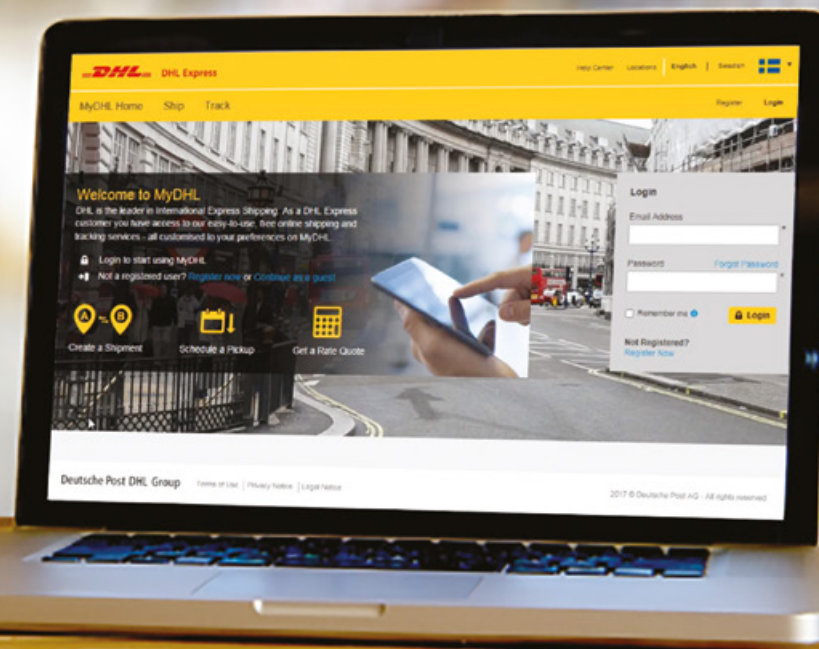 DHL DHL Express
Help Center Locations English | Swedish
MyDHL Home Ship Track
Register Login
Welcome to MyDHL
DHL is the leader in International Express Shipping. As a DHL Express
customer you have access to our easy-to-use, free online shipping and
tracking services - all customised to your preferences on MyDHL.
Login to start using MyDHL
Not a registered user? Register now or Continue as a guest
A B
Create a Shipment Schedule a Pickup Get a Rate Quote
Login
Email Address
*
Password Forgot Password
*
Remember me
Login
Not Registered?
Register Now
Deutsche Post DHL Group Terms of Use | Privacy Notice | Legal Notice
2017 © Deutsche Post AG - All rights reserved